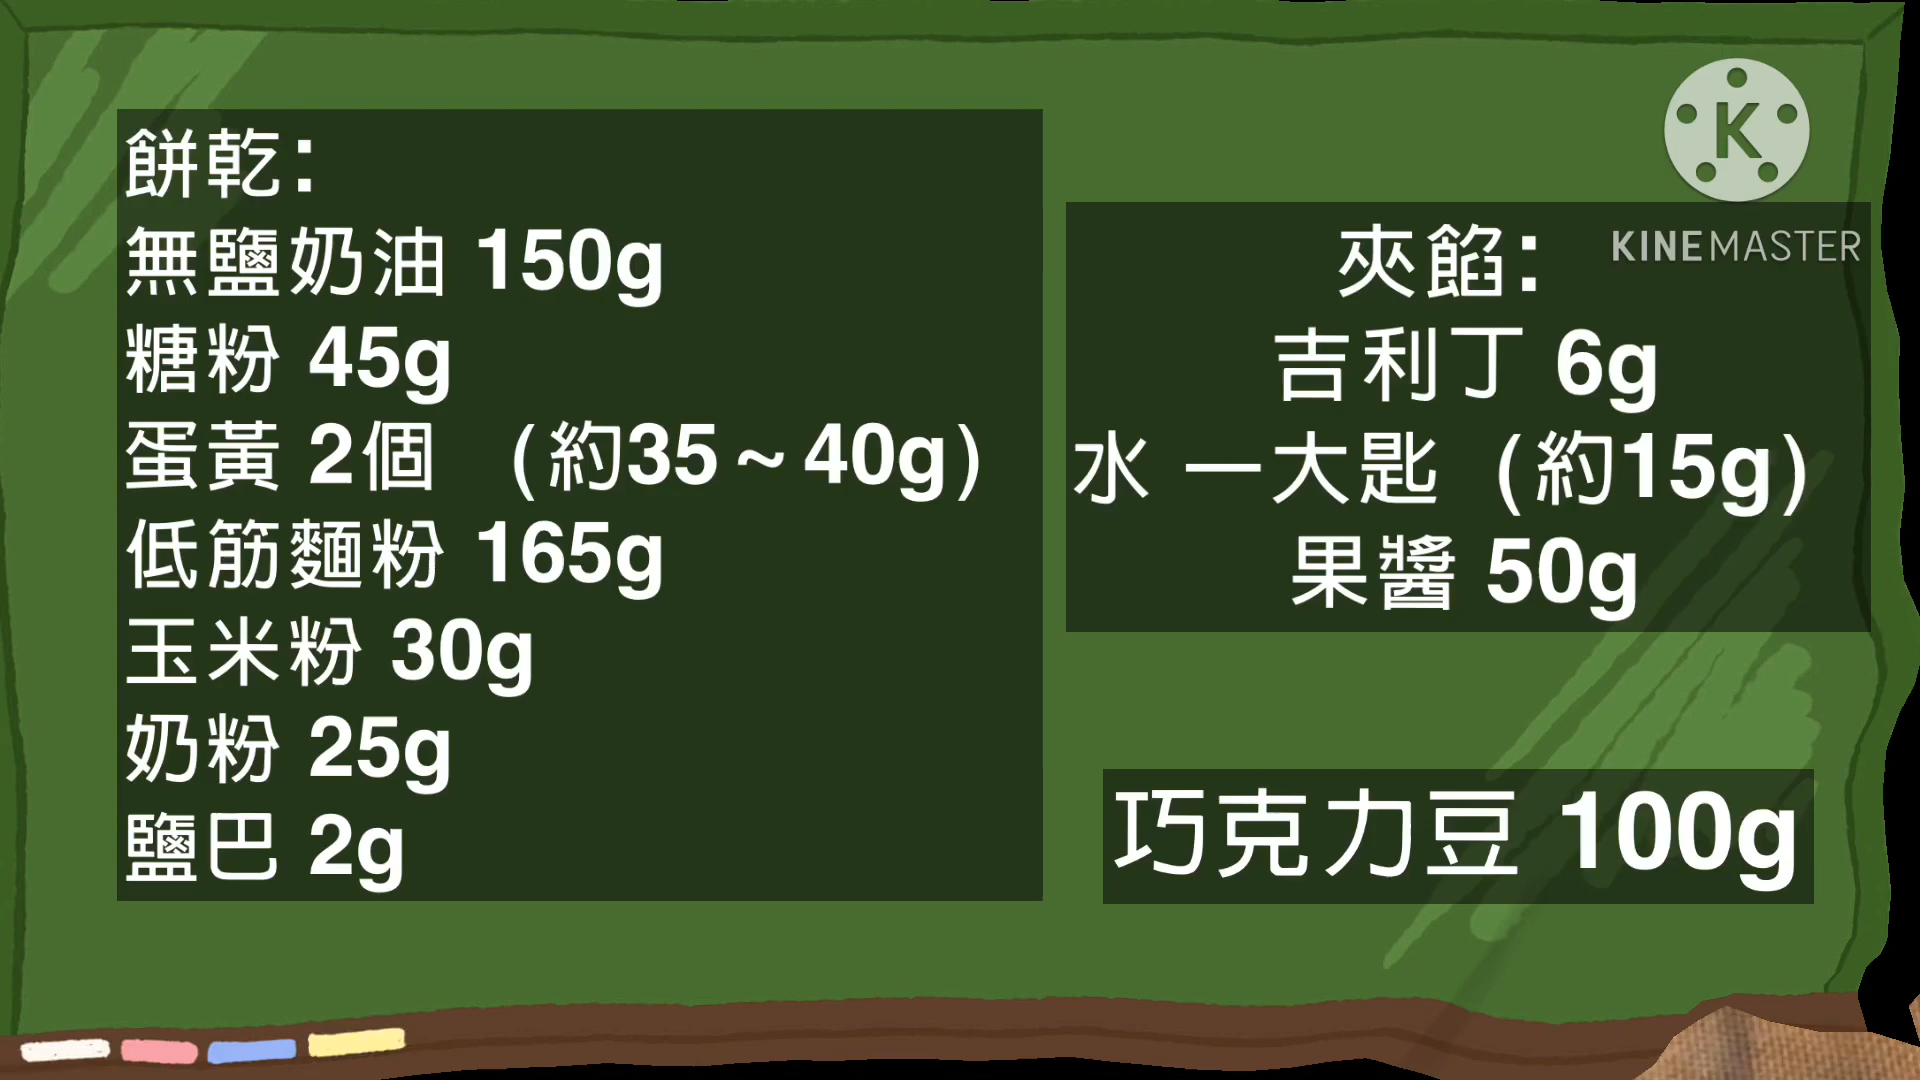 餅乾：
無鹽奶油 150g
糖粉 45g
蛋黃 2個 （約35～40g）
低筋麵粉 165g
玉米粉 30g
奶粉 25g
鹽巴 2g
K
KINEMASTER
夾餡：
吉利丁 6g
水 一大匙（約15g）
果醬 50g
巧克力豆 100g